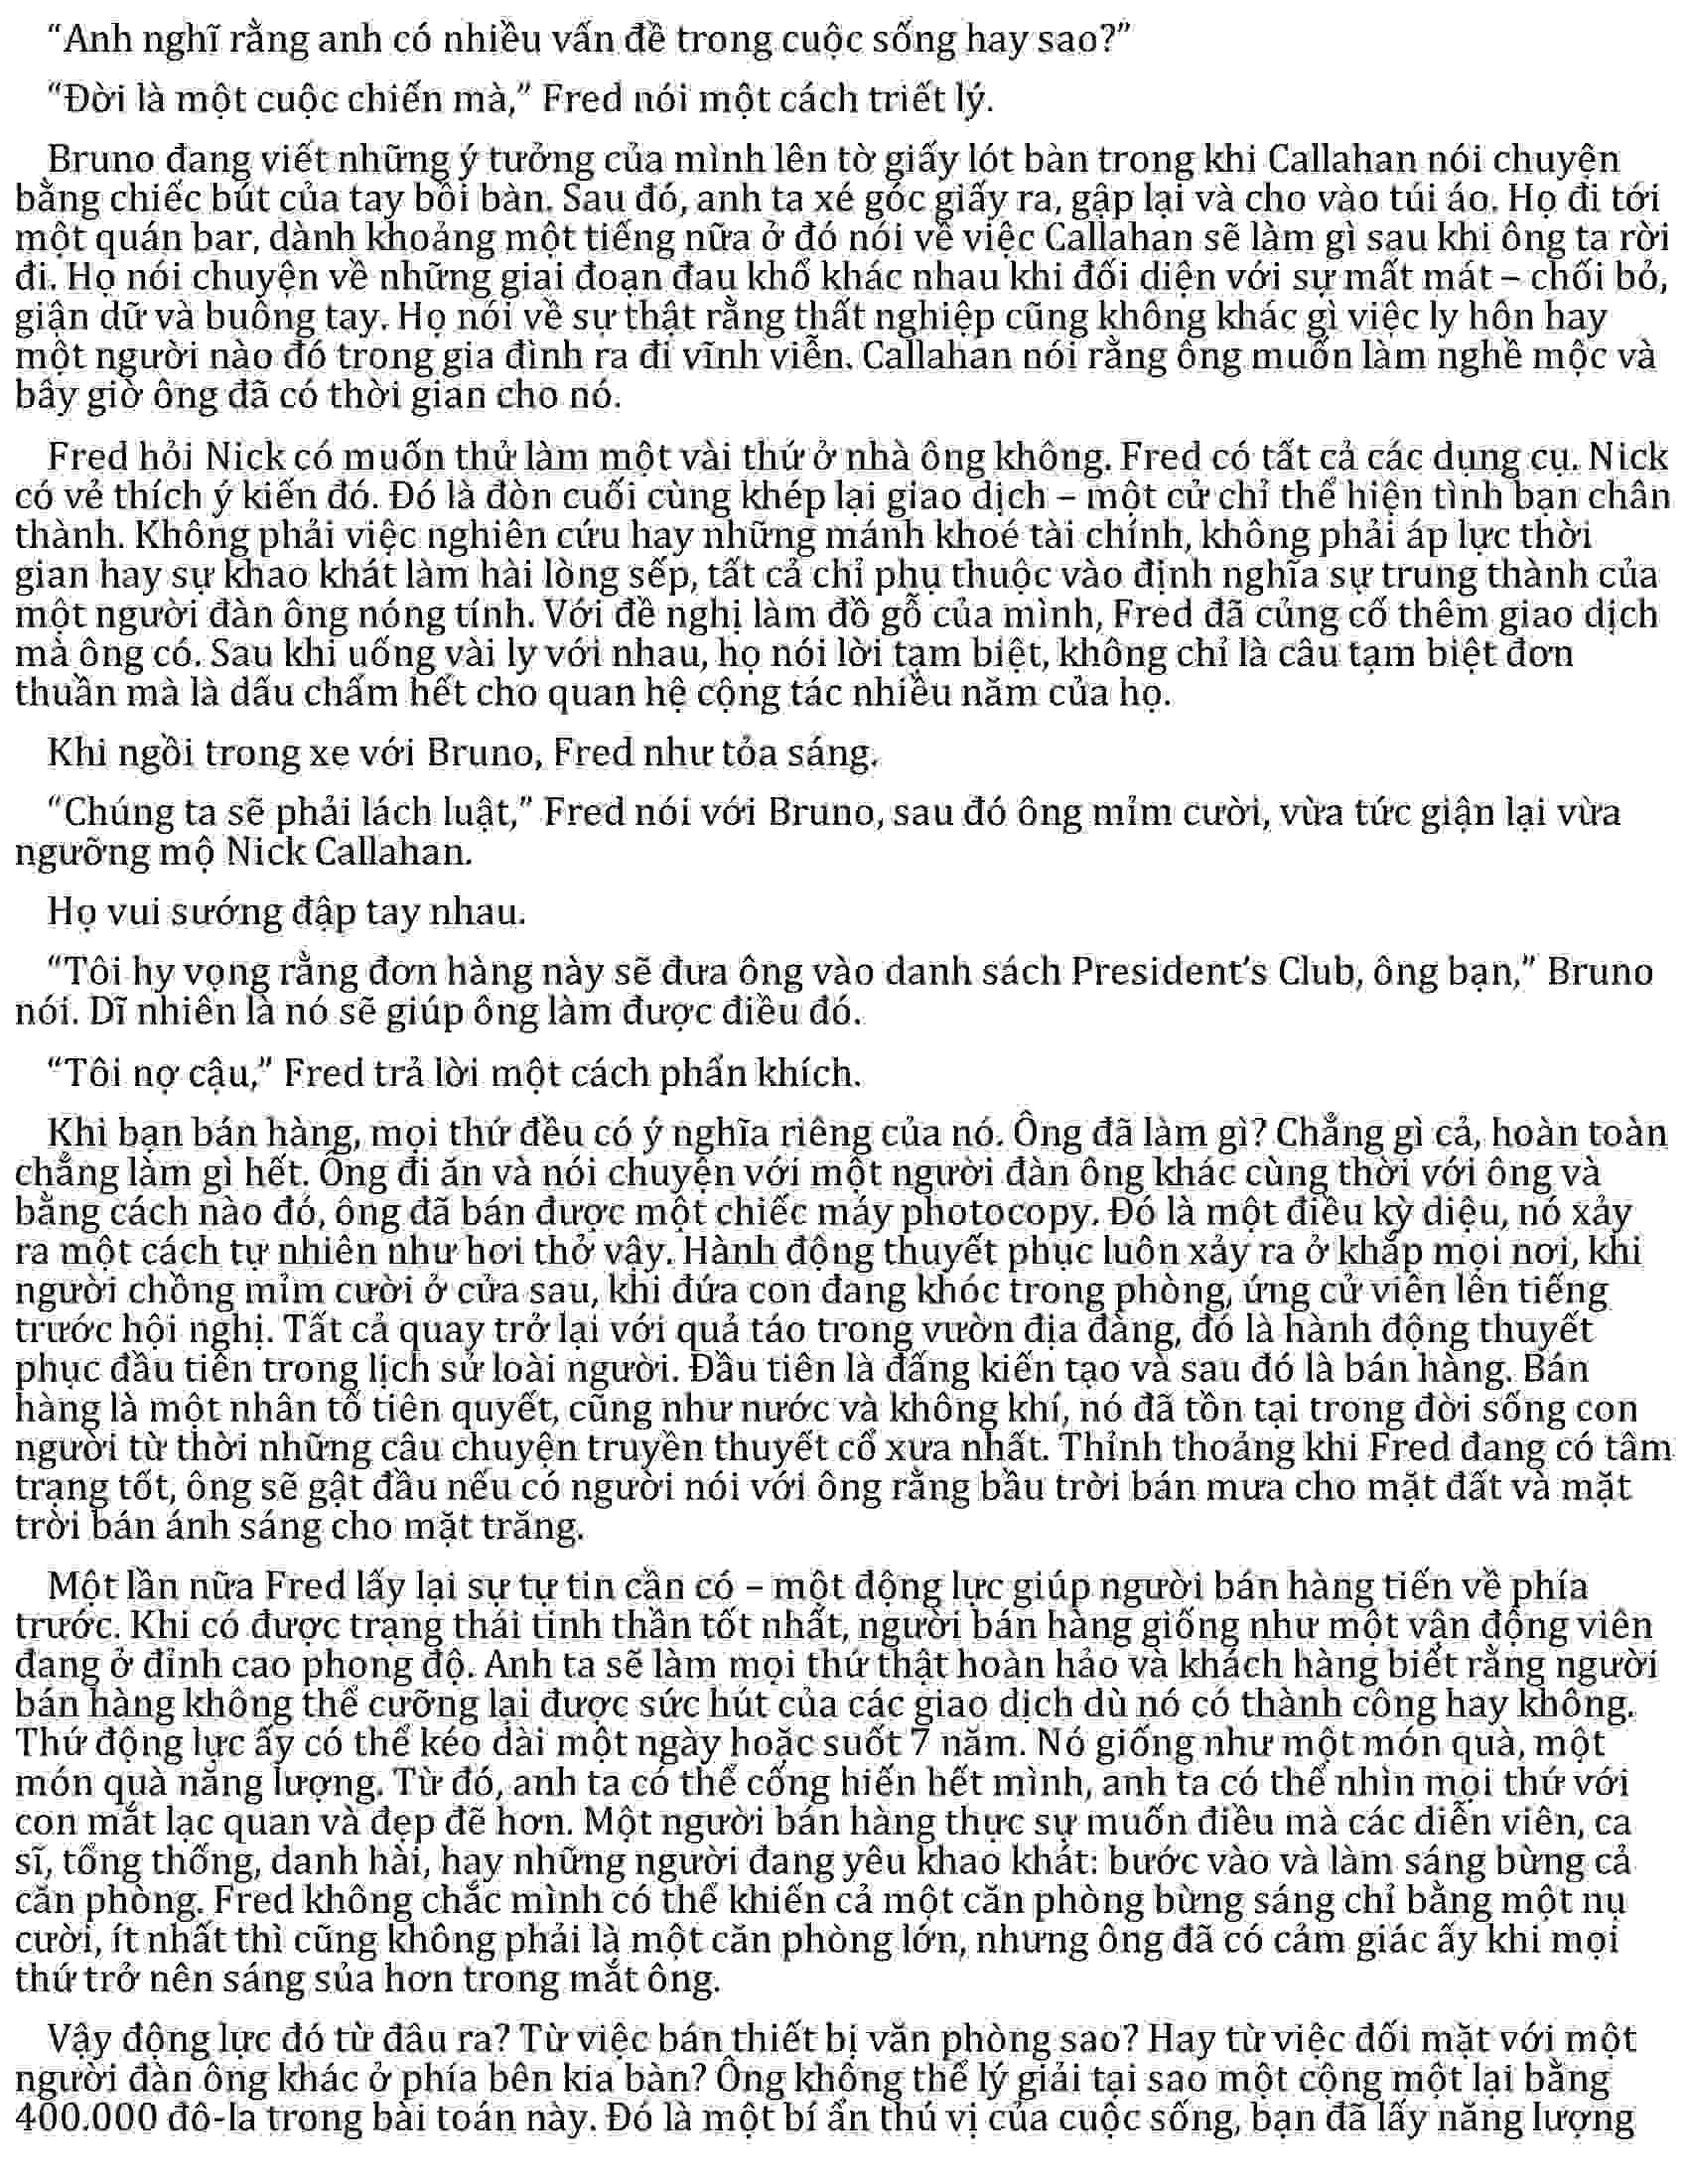 “Anh nghĩ rằng anh có nhiều vấn đề trong cuộc sống hay sao?”
“Đời là một cuộc chiến mà,” Fred nói một cách triết lý.
Bruno đang viết những ý tưởng của mình lên tờ giấy lót bàn trong khi Callahan nói chuyện
bằng chiếc bút của tay bồi bàn. Sau đó, anh ta xé góc giấy ra, gập lại và cho vào túi áo. Họ đi tới
một quán bar, dành khoảng một tiếng nữa ở đó nói về việc Callahan sẽ làm gì sau khi ông ta rời
đi. Họ nói chuyện về những giai đoạn đau khổ khác nhau khi đối diện với sự mất mát – chối bỏ,
giận dữ và buông tay. Họ nói về sự thật rằng thất nghiệp cũng không khác gì việc ly hôn hay
một người nào đó trong gia đình ra đi vĩnh viễn. Callahan nói rằng ông muốn làm nghề mộc và
bây giờ ông đã có thời gian cho nó.
Fred hỏi Nick có muốn thử làm một vài thứ ở nhà ông không. Fred có tất cả các dụng cụ. Nick
có vẻ thích ý kiến đó. Đó là đòn cuối cùng khép lại giao dịch – một cử chỉ thể hiện tình bạn chân
thành. Không phải việc nghiên cứu hay những mánh khoé tài chính, không phải áp lực thời
gian hay sự khao khát làm hài lòng sếp, tất cả chỉ phụ thuộc vào định nghĩa sự trung thành của
một người đàn ông nóng tính. Với đề nghị làm đồ gỗ của mình, Fred đã củng cố thêm giao dịch
mà ông có. Sau khi uống vài ly với nhau, họ nói lời tạm biệt, không chỉ là câu tạm biệt đơn
thuần mà là dấu chấm hết cho quan hệ cộng tác nhiều năm của họ.
Khi ngồi trong xe với Bruno, Fred như tỏa sáng.
“Chúng ta sẽ phải lách luật,” Fred nói với Bruno, sau đó ông mỉm cười, vừa tức giận lại vừa
ngưỡng mộ Nick Callahan.
Họ vui sướng đập tay nhau.
“Tôi hy vọng rằng đơn hàng này sẽ đưa ông vào danh sách President’s Club, ông bạn,” Bruno
nói. Dĩ nhiên là nó sẽ giúp ông làm được điều đó.
“Tôi nợ cậu,” Fred trả lời một cách phấn khích.
Khi bạn bán hàng, mọi thứ đều có ý nghĩa riêng của nó. Ông đã làm gì? Chẳng gì cả, hoàn toàn
chẳng làm gì hết. Ông đi ăn và nói chuyện với một người đàn ông khác cùng thời với ông và
bằng cách nào đó, ông đã bán được một chiếc máy photocopy. Đó là một điều kỳ diệu, nó xảy
ra một cách tự nhiên như hơi thở vậy. Hành động thuyết phục luôn xảy ra ở khắp mọi nơi, khi
người chồng mỉm cười ở cửa sau, khi đứa con đang khóc trong phòng, ứng cử viên lên tiếng
trước hội nghị. Tất cả quay trở lại với quả táo trong vườn địa đàng, đó là hành động thuyết
phục đầu tiên trong lịch sử loài người. Đầu tiên là đấng kiến tạo và sau đó là bán hàng. Bán
hàng là một nhân tố tiên quyết, cũng như nước và không khí, nó đã tồn tại trong đời sống con
người từ thời những câu chuyện truyền thuyết cổ xưa nhất. Thỉnh thoảng khi Fred đang có tâm
trạng tốt, ông sẽ gật đầu nếu có người nói với ông rằng bầu trời bán mưa cho mặt đất và mặt
trời bán ánh sáng cho mặt trăng.
Một lần nữa Fred lấy lại sự tự tin cần có – một động lực giúp người bán hàng tiến về phía
trước. Khi có được trạng thái tinh thần tốt nhất, người bán hàng giống như một vận động viên
đang ở đỉnh cao phong độ. Anh ta sẽ làm mọi thứ thật hoàn hảo và khách hàng biết rằng người
bán hàng không thể cưỡng lại được sức hút của các giao dịch dù nó có thành công hay không.
Thứ động lực ấy có thể kéo dài một ngày hoặc suốt 7 năm. Nó giống như một món quà, một
món quà năng lượng. Từ đó, anh ta có thể cống hiến hết mình, anh ta có thể nhìn mọi thứ với
con mắt lạc quan và đẹp đẽ hơn. Một người bán hàng thực sự muốn điều mà các diễn viên, ca
sĩ, tổng thống, danh hài, hay những người đang yêu khao khát: bước vào và làm sáng bừng cả
căn phòng. Fred không chắc mình có thể khiến cả một căn phòng bừng sáng chỉ bằng một nụ
cười, ít nhất thì cũng không phải là một căn phòng lớn, nhưng ông đã có cảm giác ấy khi mọi
thứ trở nên sáng sủa hơn trong mắt ông.
Vậy động lực đó từ đâu ra? Từ việc bán thiết bị văn phòng sao? Hay từ việc đối mặt với một
người đàn ông khác ở phía bên kia bàn? Ông không thể lý giải tại sao một cộng một lại bằng
400.000 đô-la trong bài toán này. Đó là một bí ẩn thú vị của cuộc sống, bạn đã lấy năng lượng